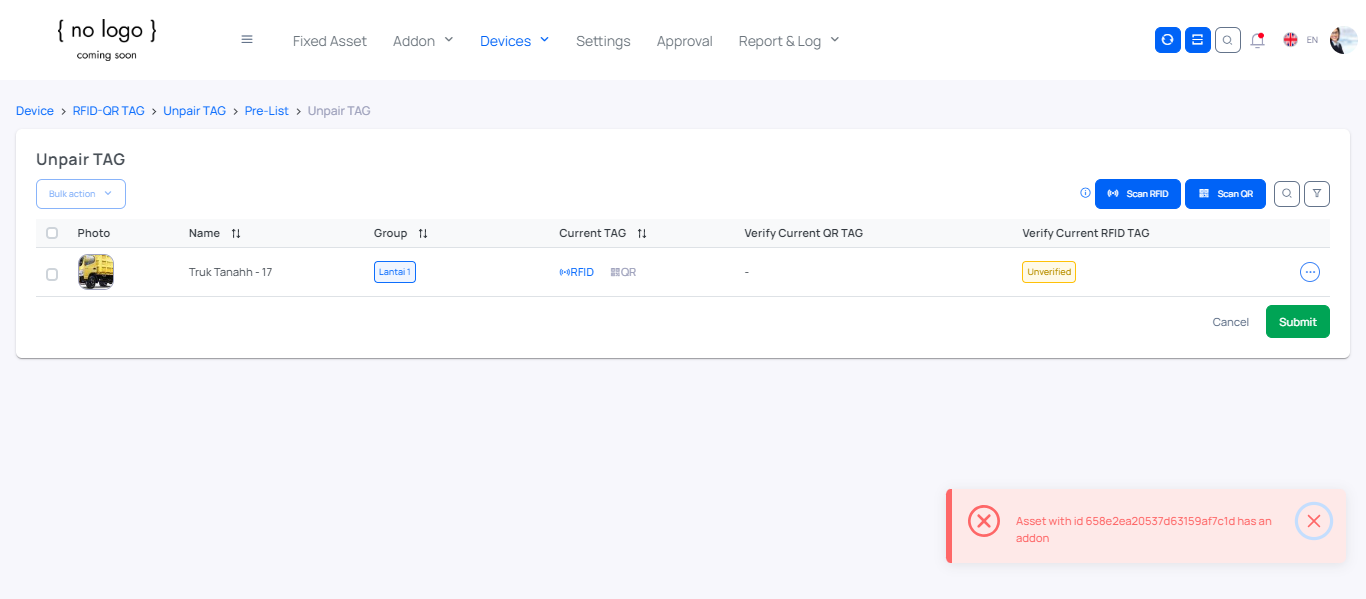 { no logo }
coming soon
Fixed Asset Addon Devices Settings Approval Report & Log EN
Device > RFID-QR TAG > Unpair TAG > Pre-List > Unpair TAG
Unpair TAG
Bulk action Scan RFID Scan QR
Photo Name Group Current TAG Verify Current QR TAG Verify Current RFID TAG
Truk Tanahh - 17 Lantai 1 RFID QR - Unverified
Cancel Submit
Asset with id 658e2ea20537d63159af7c1d has an
addon